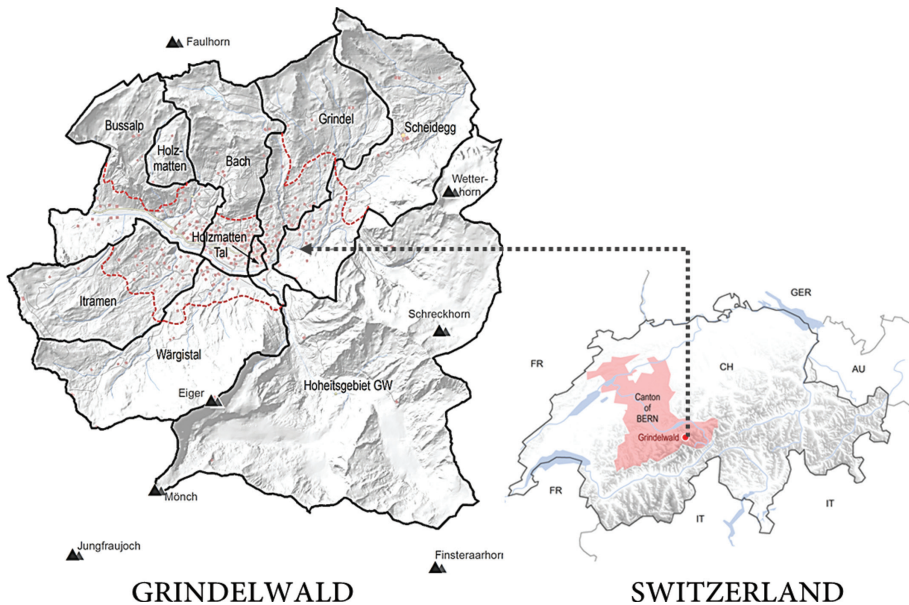 Faulhorn
Bussalp
Holz-
matten
Bach
Grindel
Scheidegg
Wetter-
horn
Holzmatten
Tal
Itramen
Wärgistal
Schreckhorn
Eiger
Hoheitsgebiet GW
Mönch
Jungfraujoch
Finsteraarhorn
GRINDELWALD
GER
FR
CH
AU
Canton
of
BERN
Grindelwald
FR
IT
IT
SWITZERLAND